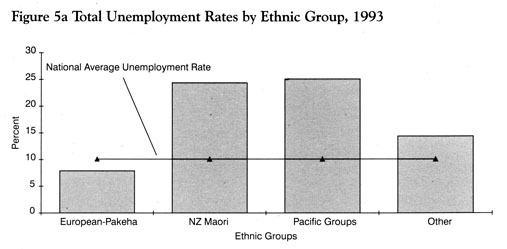 Figure 5a Total Unemployment Rates by Ethnic Group, 1993
30
National Average Unemployment Rate
25
20
15
10
5
0
Percent
European-Pakeha NZ Maori Pacific Groups Other
Ethnic Groups